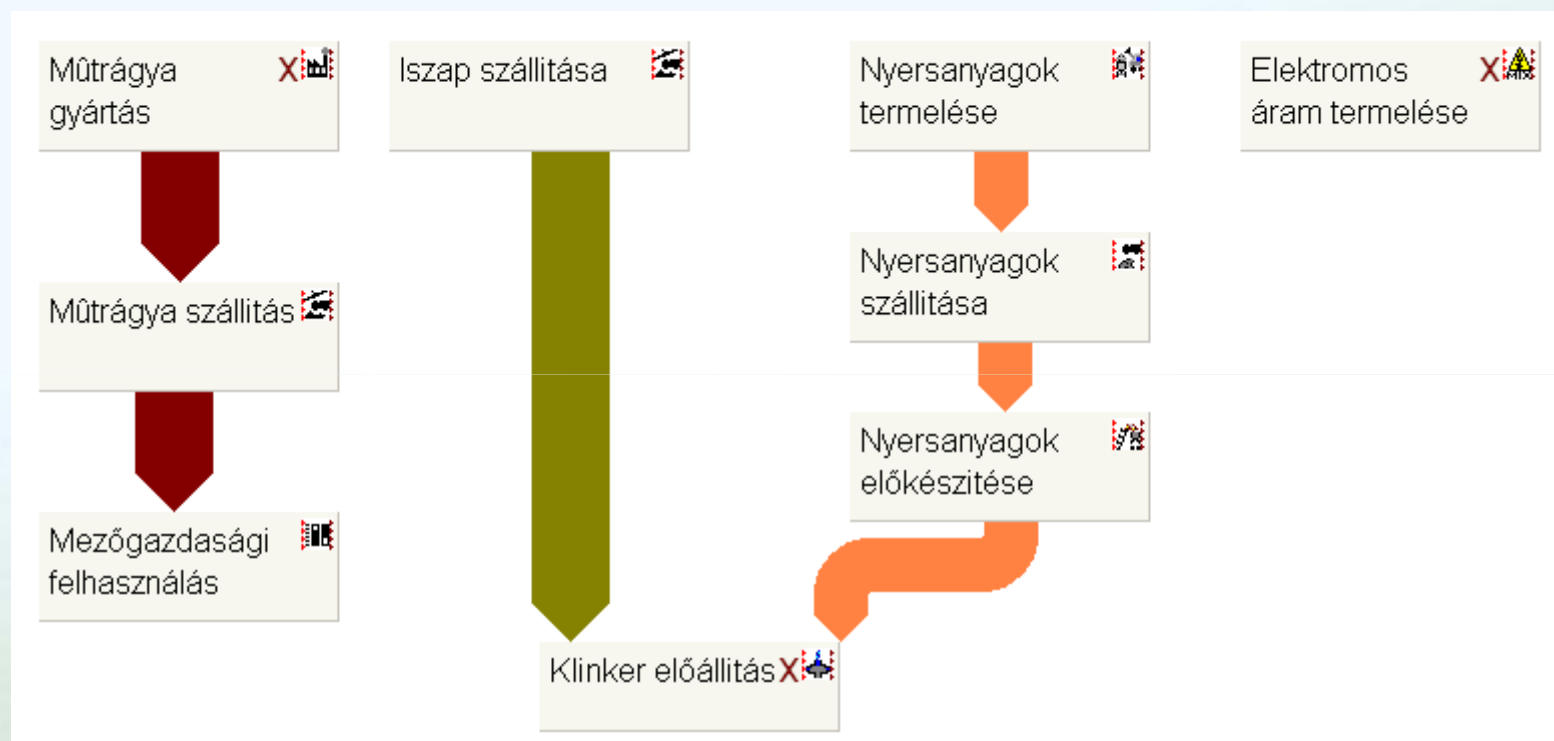 Mûtrágya X
gyártás
Iszap szállitása
Nyersanyagok
termelése
Elektromos X
áram termelése
Mûtrágya szállitás
Nyersanyagok
szállitása
Nyersanyagok
előkészitése
Mezőgazdasági
felhasználás
Klinker előállitás X